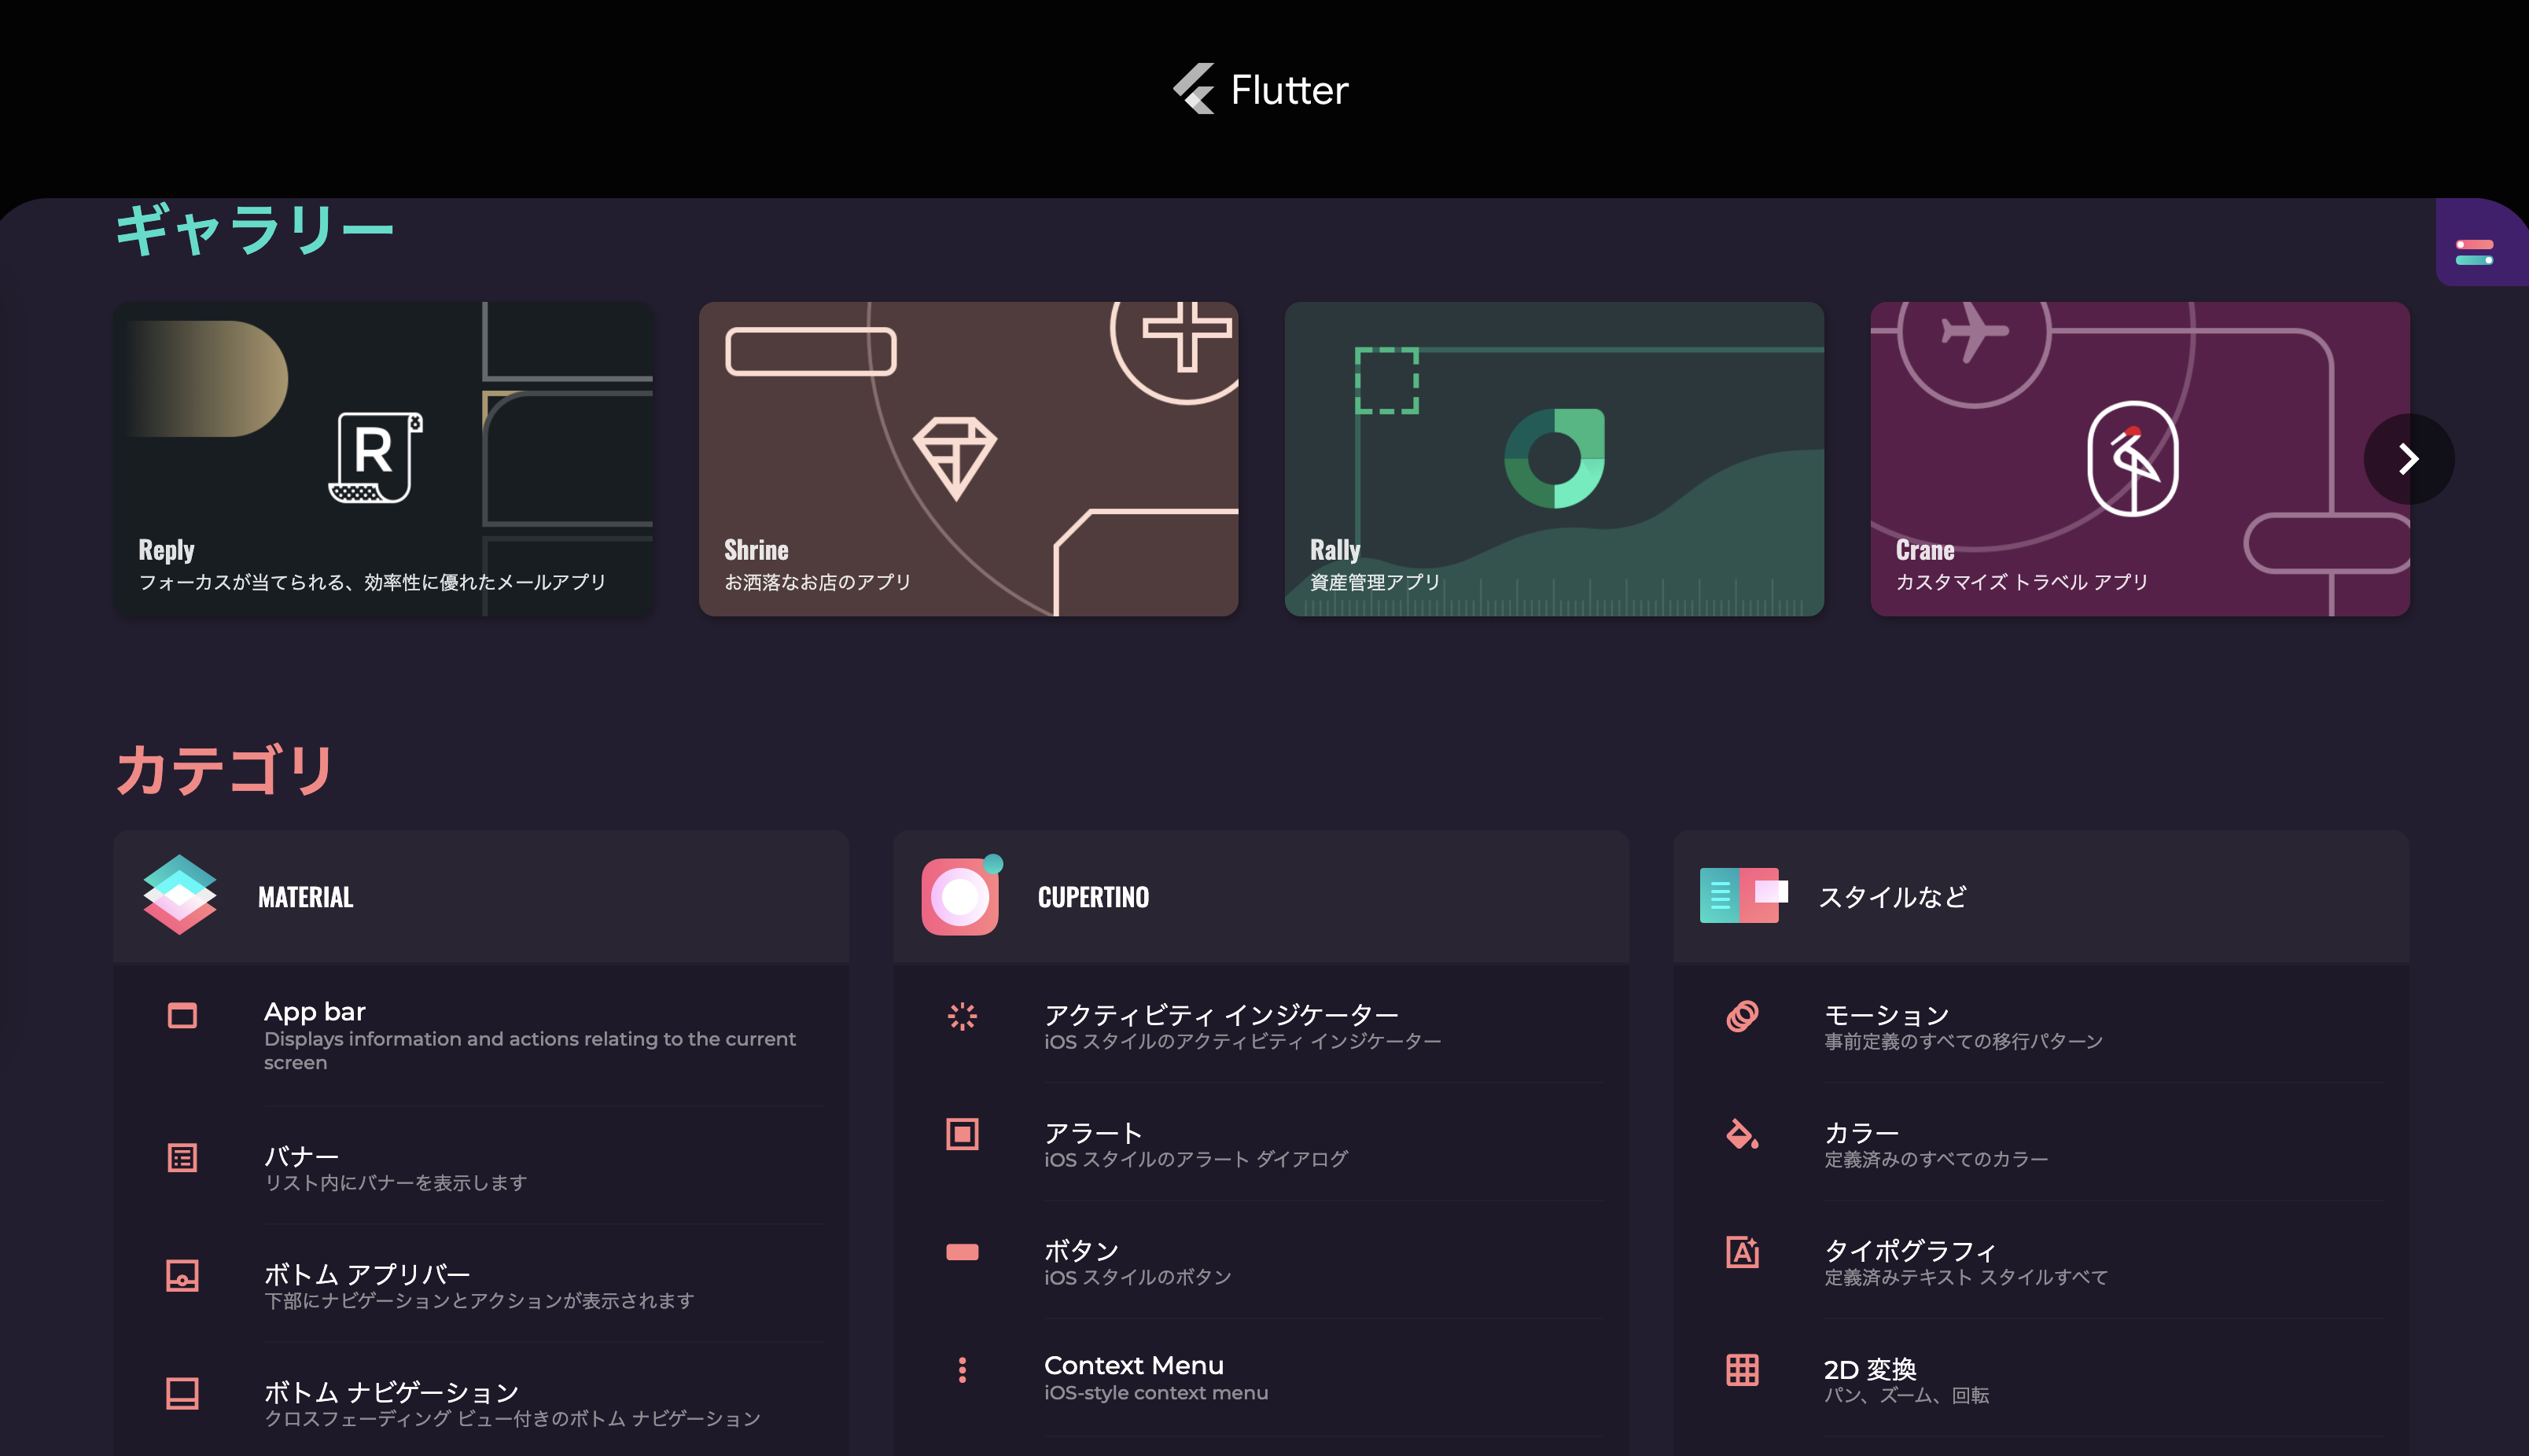 Flutter
ギャラリー
R
Reply
フォーカスが当てられる、効率性に優れたメールアプリ
Shrine
お洒落なお店のアプリ
Rally
資産管理アプリ
Crane
カスタマイズ トラベル アプリ
カテゴリ
MATERIAL
App bar
Displays information and actions relating to the current
screen
バナー
リスト内にバナーを表示します
ボトム アプリバー
下部にナビゲーションとアクションが表示されます
ボトム ナビゲーション
クロスフェーディング ビュー付きのボトム ナビゲーション
CUPERTINO
アクティビティ インジケーター
iOS スタイルのアクティビティ インジケーター
アラート
iOS スタイルのアラート ダイアログ
ボタン
iOS スタイルのボタン
Context Menu
iOS-style context menu
スタイルなど
モーション
事前定義のすべての移行パターン
カラー
定義済みのすべてのカラー
タイポグラフィ
定義済みテキスト スタイルすべて
2D 変換
パン、ズーム、回転